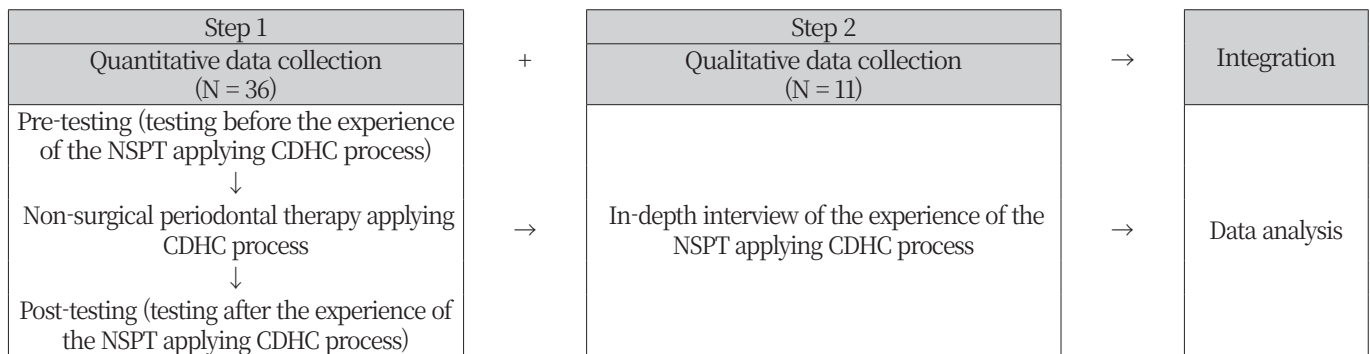 Step 1
Quantitative data collection
(N = 36)
Pre-testing (testing before the experience
of the NSPT applying CDHC process)
↓
Non-surgical periodontal therapy applying
CDHC process
↓
Post-testing (testing after the experience of
the NSPT applying CDHC process)
+
→
Step 2
Qualitative data collection
(N = 11)
In-depth interview of the experience of the
NSPT applying CDHC process
→
→
Integration
Data analysis